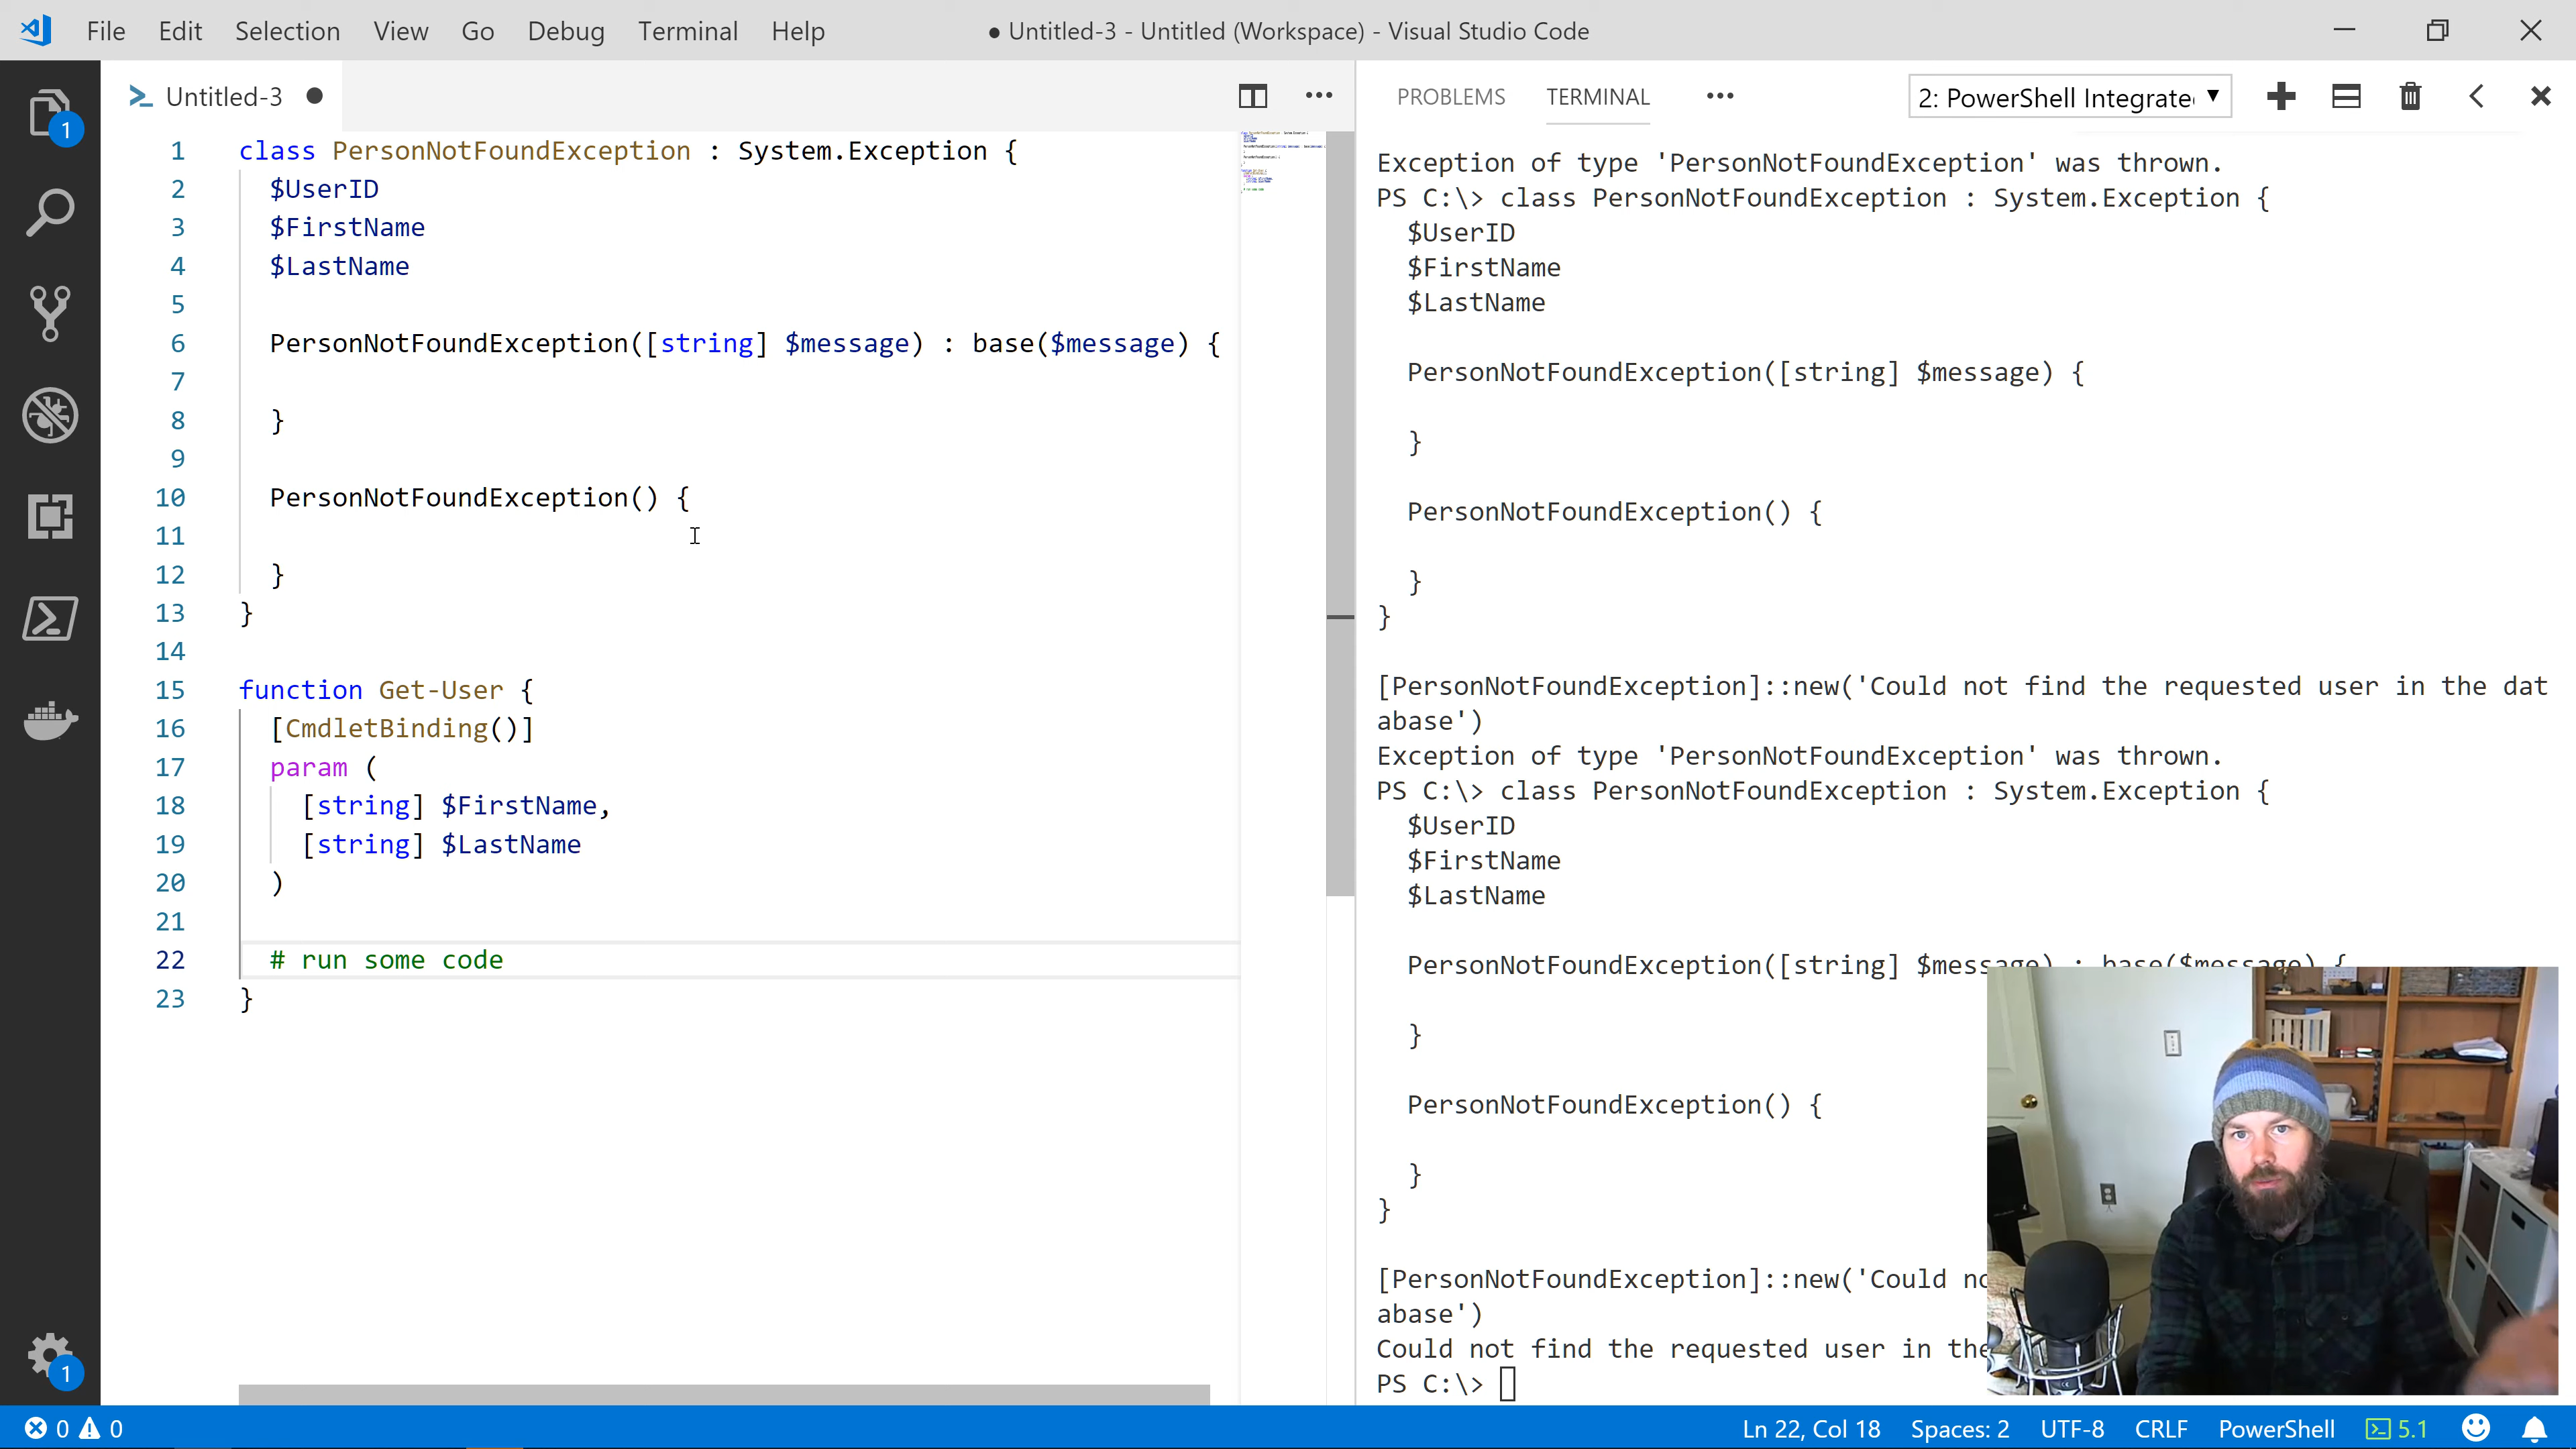 File Edit Selection View Go Debug Terminal Help ● Untitled-3 - Untitled (Workspace) - Visual Studio Code
Untitled-3 ●
1 class PersonNotFoundException : System.Exception {
2 $UserID
3 $FirstName
4 $LastName
5
6 PersonNotFoundException([string] $message) : base($message) {
7
8 }
9
10 PersonNotFoundException() {
11
12 }
13 }
14
15 function Get-User {
16 [CmdletBinding()]
17 param (
18 [string] $FirstName,
19 [string] $LastName
20 )
21
22 # run some code
23 }
PROBLEMS TERMINAL ••• 2: PowerShell Integrate
Exception of type 'PersonNotFoundException' was thrown.
PS C:\> class PersonNotFoundException : System.Exception {
$UserID
$FirstName
$LastName
PersonNotFoundException([string] $message) {
}
PersonNotFoundException() {
}
}
[PersonNotFoundException]::new('Could not find the requested user in the dat
abase')
Exception of type 'PersonNotFoundException' was thrown.
PS C:\> class PersonNotFoundException : System.Exception {
$UserID
$FirstName
$LastName
PersonNotFoundException([string] $message) : base($message) {
}
PersonNotFoundException() {
}
}
[PersonNotFoundException]::new('Could no
abase')
Could not find the requested user in the
PS C:\>
1
1
0 0 Ln 22, Col 18 Spaces: 2 UTF-8 CRLF PowerShell 5.1